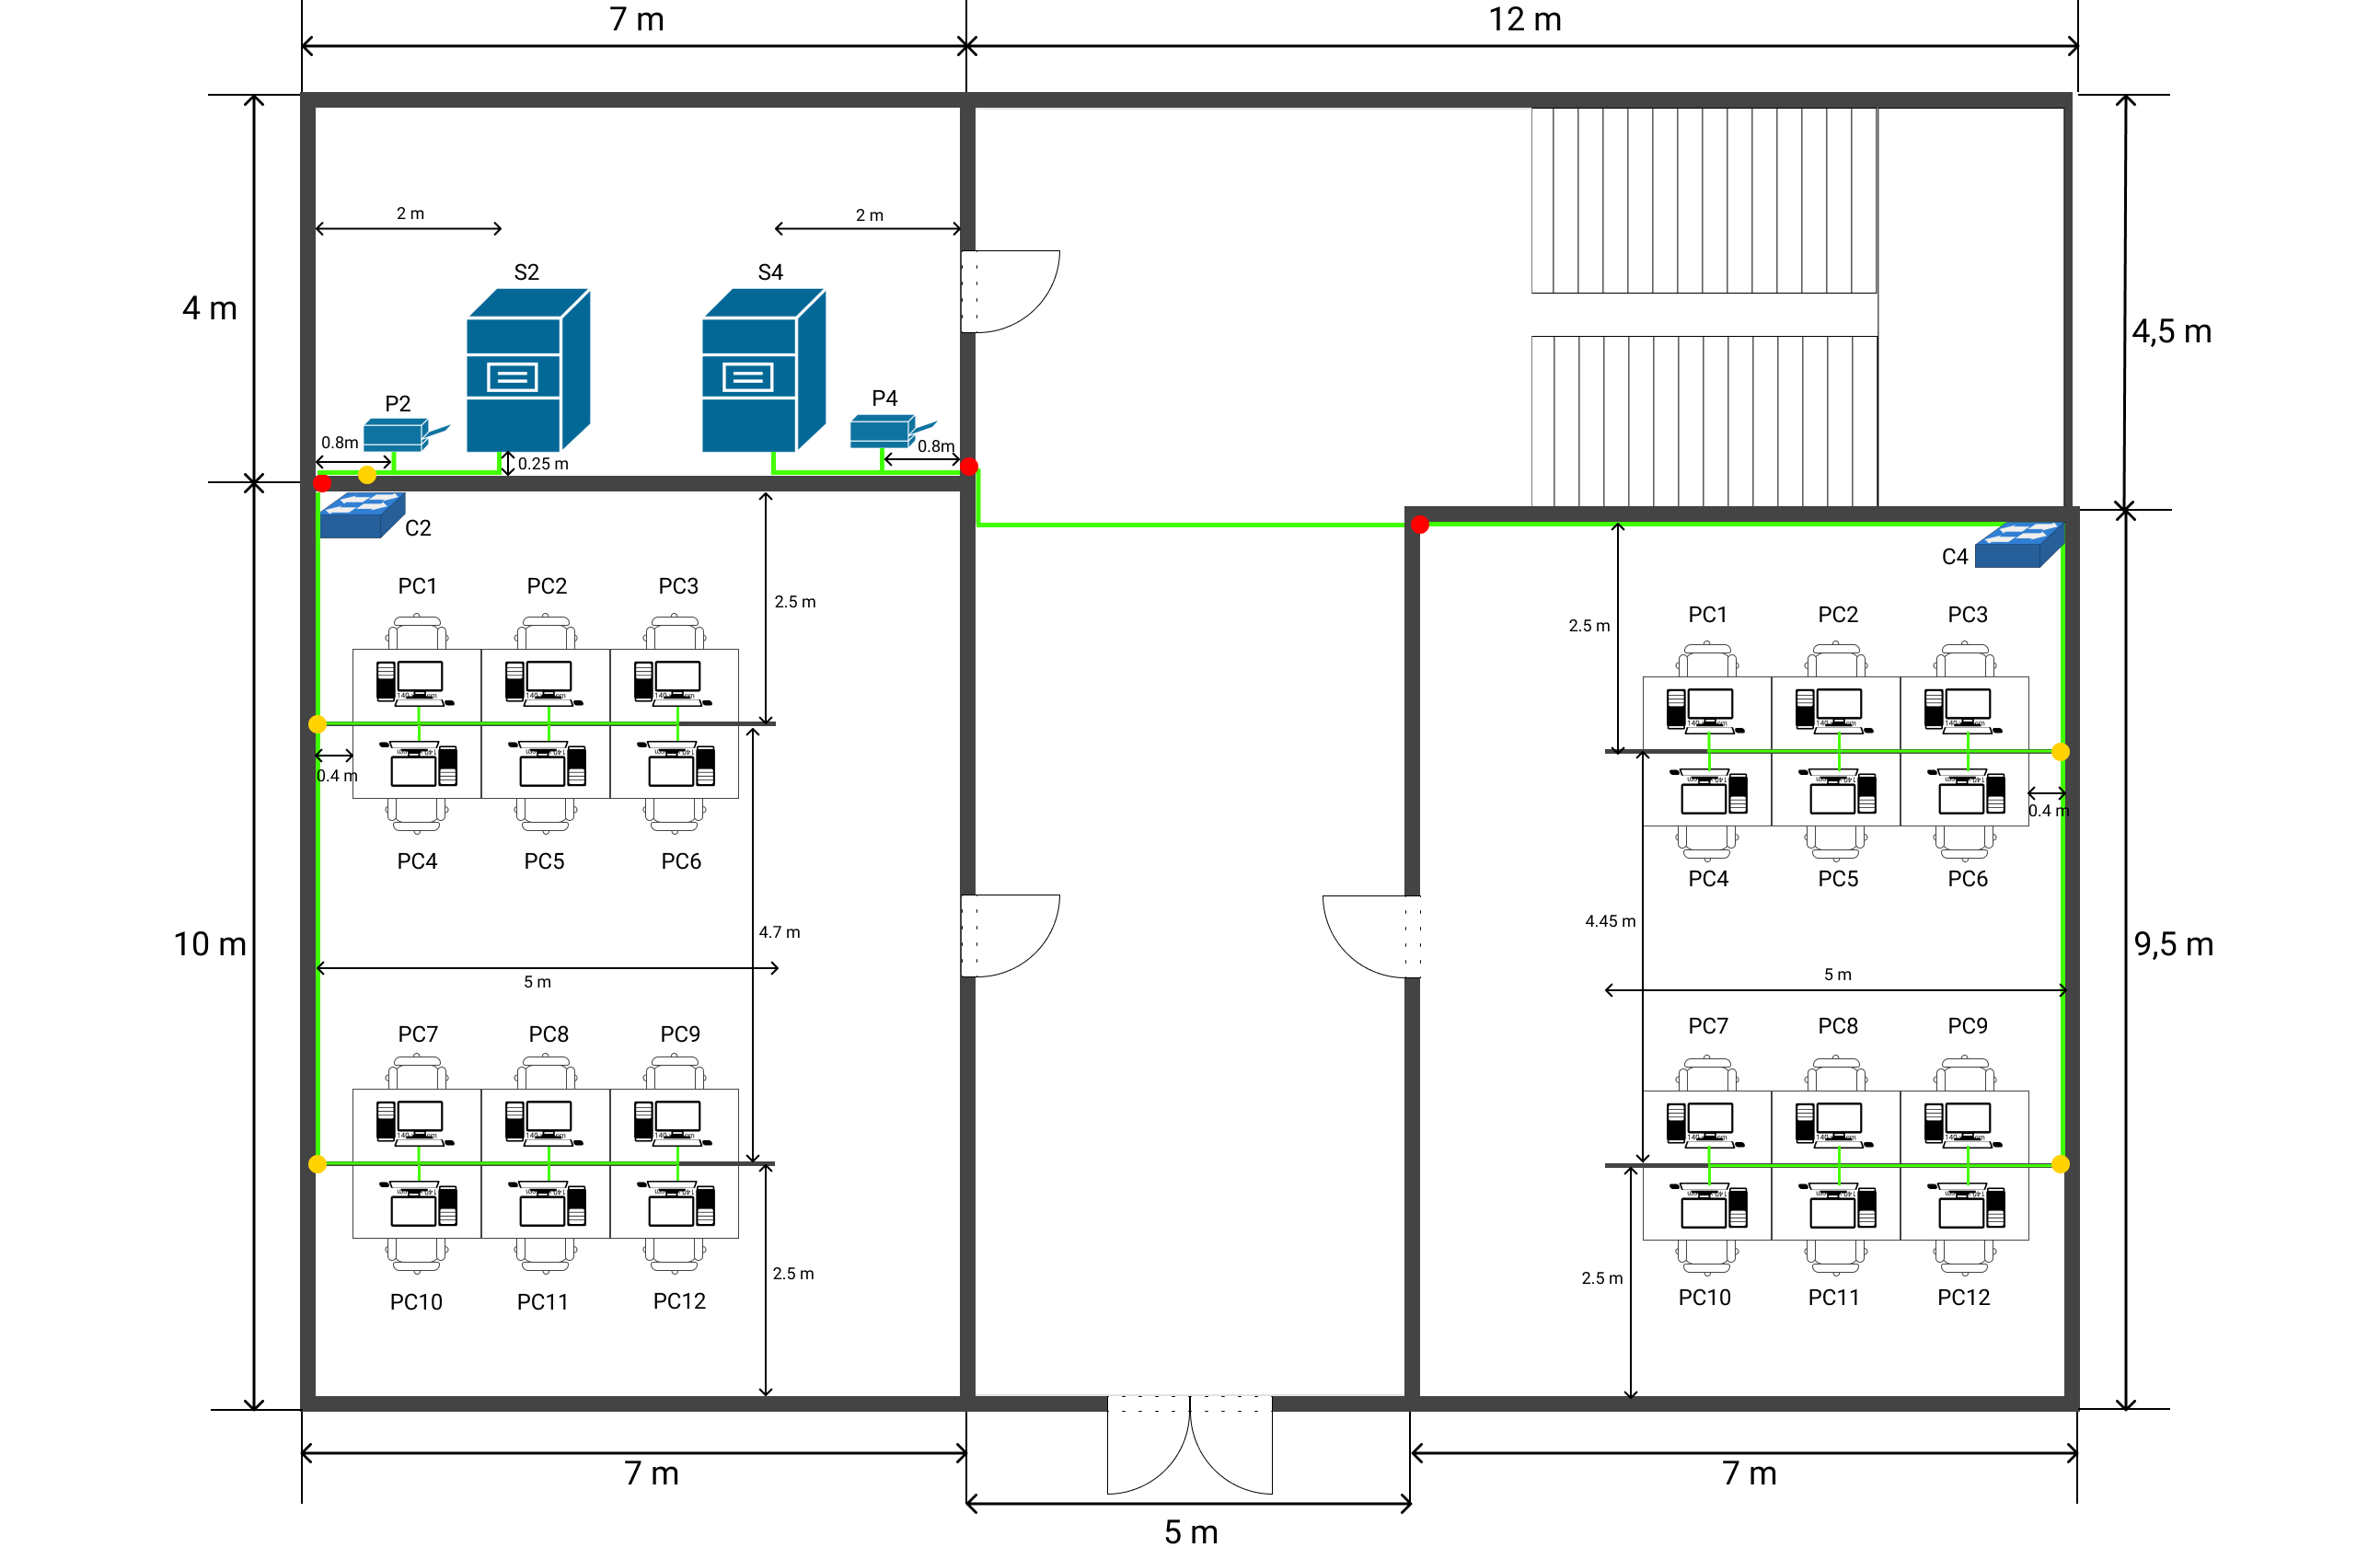 7 m
12 m
2 m
2 m
S2
S4
4 m
4,5 m
P2
P4
0.8m
0.8m
0.25 m
C2
C4
PC1
PC2
PC3
2.5 m
PC1
PC2
PC3
2.5 m
0.4 m
0.4 m
PC4
PC5
PC6
PC4
PC5
PC6
4.7 m
4.45 m
10 m
9,5 m
5 m
5 m
PC7
PC8
PC9
PC7
PC8
PC9
2.5 m
2.5 m
PC10
PC11
PC12
PC10
PC11
PC12
7 m
7 m
5 m